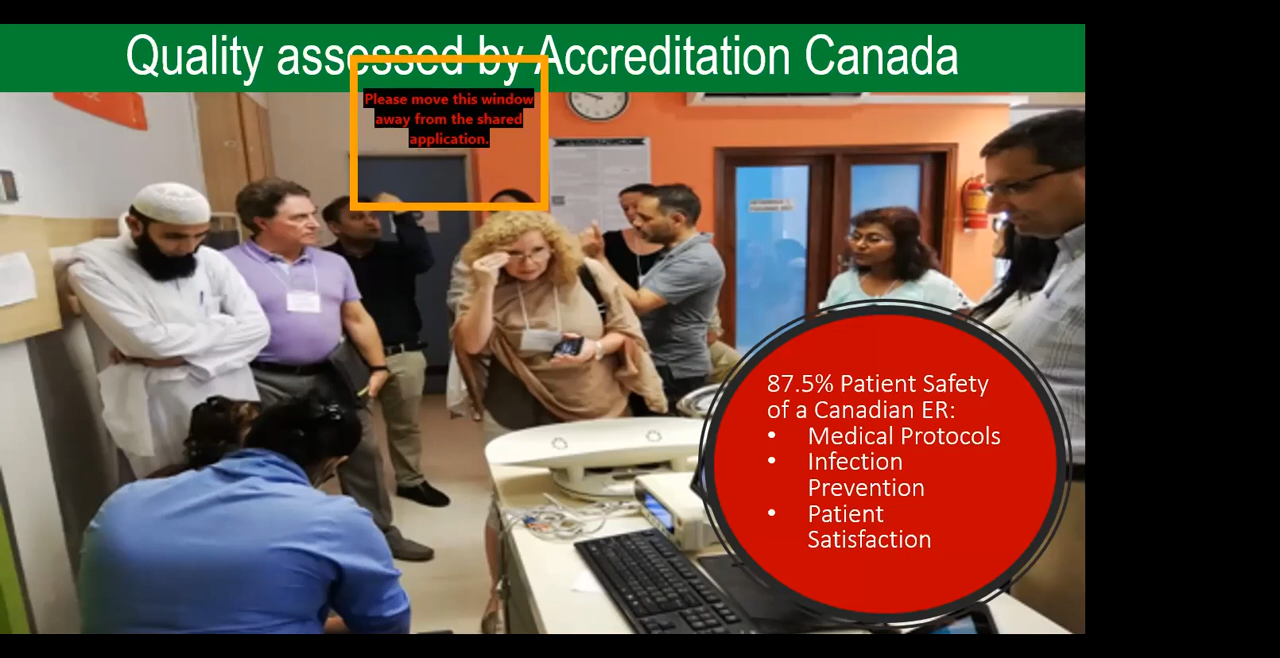 Quality assessed by Accreditation Canada
Please move this window
away from the shared
application.
87.5% Patient Safety
of a Canadian ER:
• Medical Protocols
• Infection
Prevention
• Patient
Satisfaction